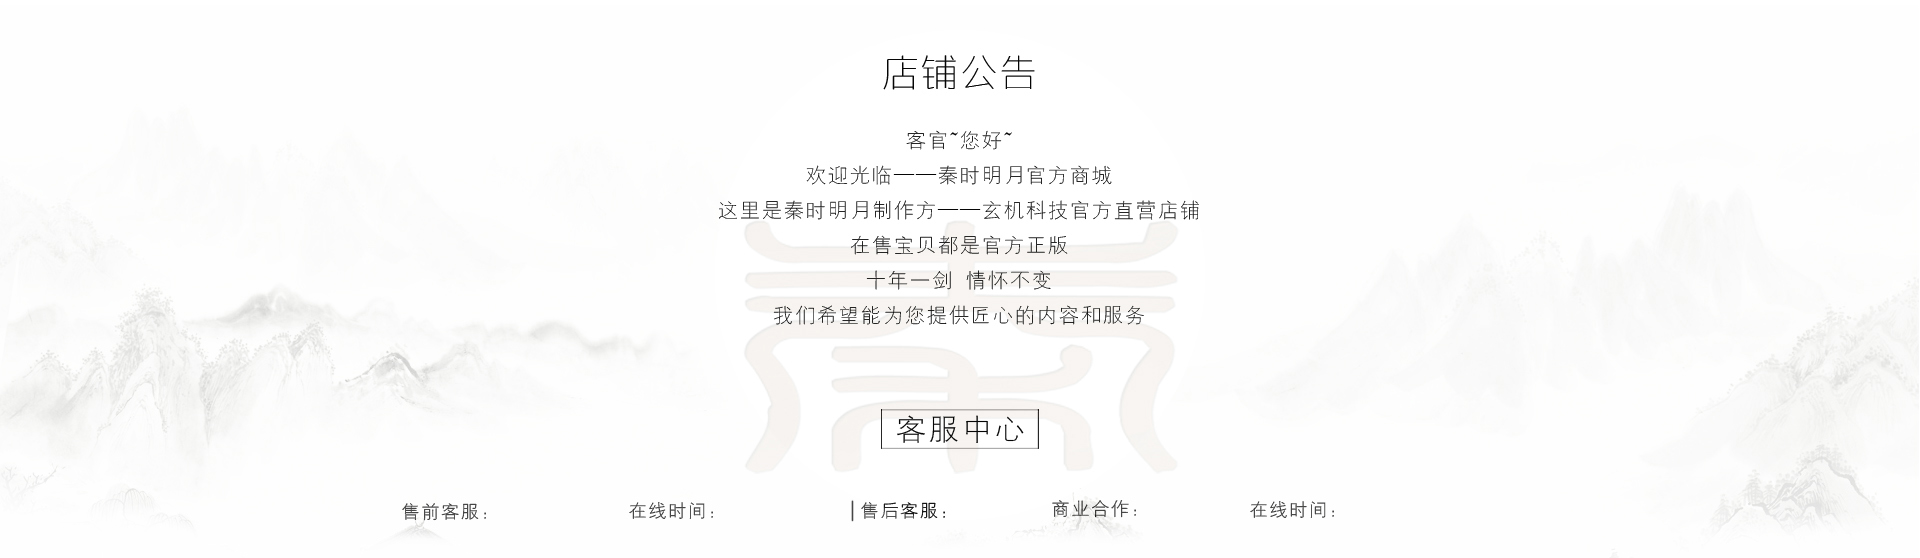 店铺公告
客官~您好~
欢迎光临——秦时明月官方商城
这里是秦时明月制作方——玄机科技官方直营店铺
在售宝贝都是官方正版
十年一剑 情怀不变
我们希望能为您提供匠心的内容和服务
客服中心
售前客服： 在线时间： |售后客服： 商业合作： 在线时间：